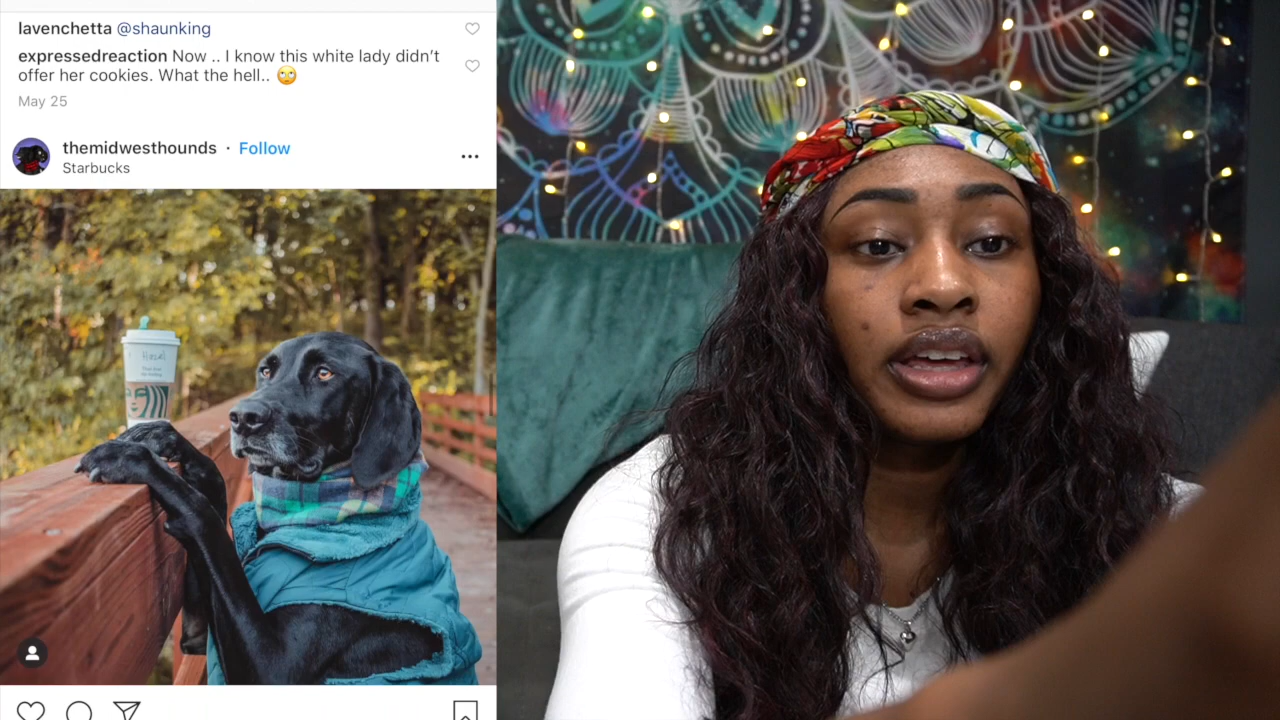 lavenchetta @shaunking
expressedreaction Now .. I know this white lady didn’t
offer her cookies. What the hell.. 🙄
May 25
themidwesthounds · Follow
Starbucks